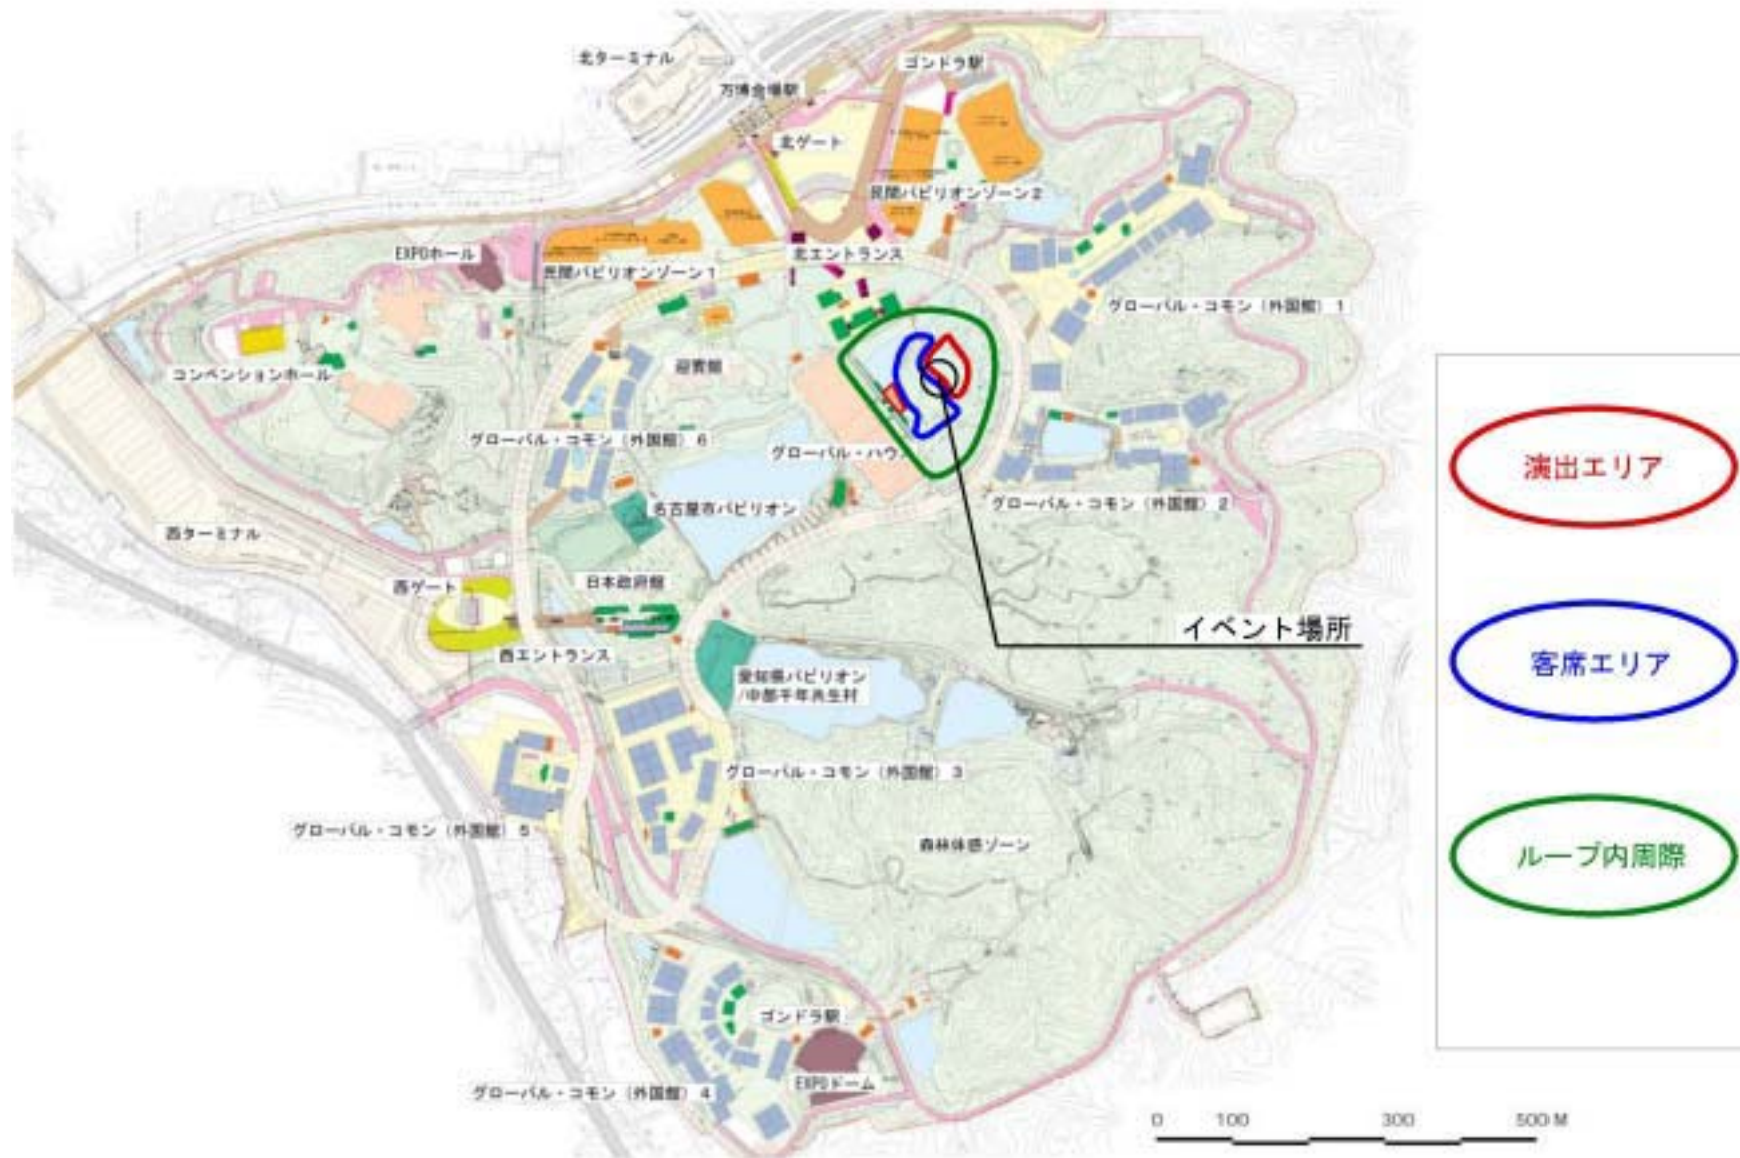 北ターミナル
ゴンドラ駅
万博会場駅
北ゲート
民間パビリオンゾーン2
EXPOホール
北エントランス
民間パビリオンゾーン1
グローバル・コモン(外国館)1
コンベンションホール
迎賓館
グローバル・コモン(外国館)6
グローバル・ハウ
グローバル・コモン(外国館)2
名古屋市パビリオン
西ターミナル
西ゲート
日本政府館
イベント場所
西エントランス
愛知県パビリオン
/中部千年共生村
グローバル・コモン(外国館)3
グローバル・コモン(外国館)5
森林体感ゾーン
ゴンドラ駅
EXPOドーム
グローバル・コモン(外国館)4
演出エリア
客席エリア
ループ内周際
0 100 300 500 M